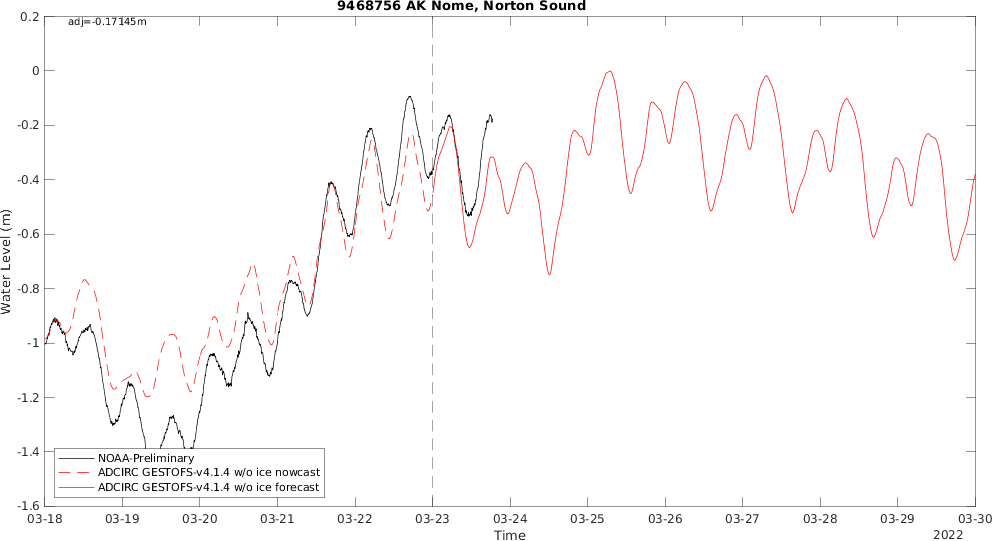 9468756 AK Nome, Norton Sound
adj=-0.17145m
0.2
0
-0.2
-0.4
-0.6
-0.8
-1
-1.2
-1.4
-1.6
Water Level (m)
NOAA-Preliminary
ADCIRC GESTOFS-v4.1.4 w/o ice nowcast
ADCIRC GESTOFS-v4.1.4 w/o ice forecast
03-18 03-19 03-20 03-21 03-22 03-23 03-24 03-25 03-26 03-27 03-28 03-29 03-30
Time
2022